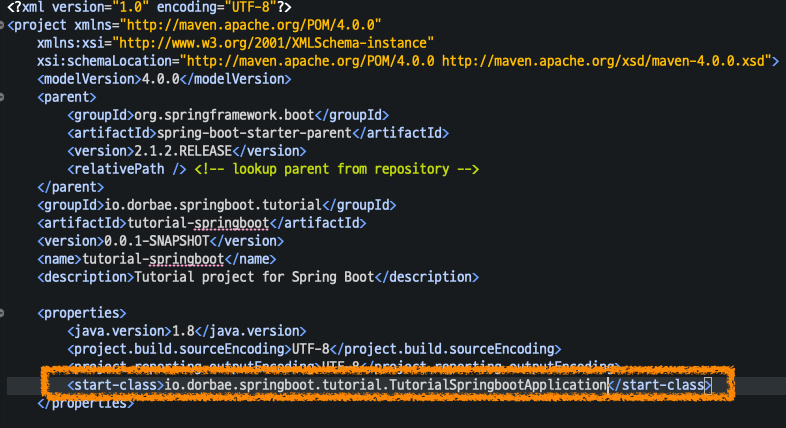 <?xml version="1.0" encoding="UTF-8"?>
<project xmlns="http://maven.apache.org/POM/4.0.0"
xmlns:xsi="http://www.w3.org/2001/XMLSchema-instance"
xsi:schemaLocation="http://maven.apache.org/POM/4.0.0 http://maven.apache.org/xsd/maven-4.0.0.xsd">
<modelVersion>4.0.0</modelVersion>
<parent>
<groupId>org.springframework.boot</groupId>
<artifactId>spring-boot-starter-parent</artifactId>
<version>2.1.2.RELEASE</version>
<relativePath /> <!-- lookup parent from repository -->
</parent>
<groupId>io.dorbae.springboot.tutorial</groupId>
<artifactId>tutorial-springboot</artifactId>
<version>0.0.1-SNAPSHOT</version>
<name>tutorial-springboot</name>
<description>Tutorial project for Spring Boot</description>
<properties>
<java.version>1.8</java.version>
<project.build.sourceEncoding>UTF-8</project.build.sourceEncoding>
<project.reporting.outputEncoding>UTF-8</project.reporting.outputEncoding>
<start-class>io.dorbae.springboot.tutorial.TutorialSpringbootApplication</start-class>
</properties>